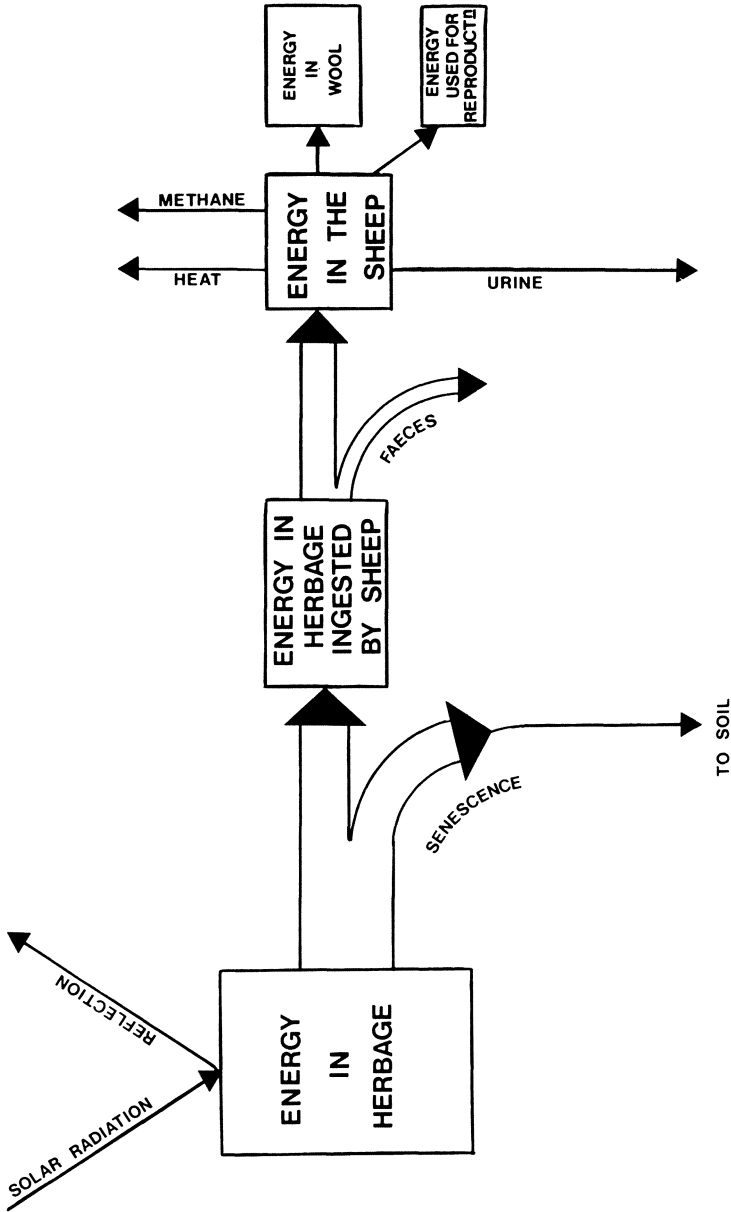 SOLAR RADIATION
REFLECTION
ENERGY
IN
HERBAGE
SENESCENCE
TO SOIL
ENERGY IN
HERBAGE
INGESTED
BY SHEEP
FAECES
ENERGY
IN THE
SHEEP
HEAT
METHANE
URINE
ENERGY
IN
WOOL
ENERGY
USED FOR
REPRODUCTn